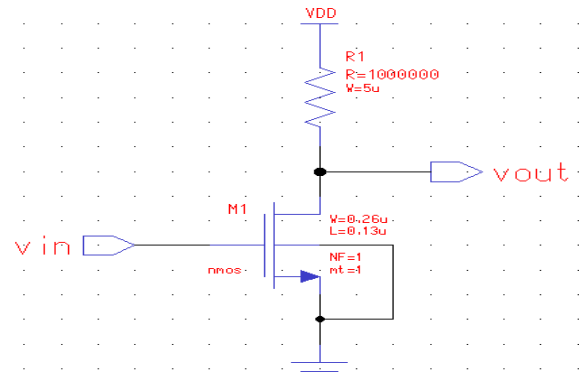 VDD
R1
R=1000000
W=5u
vout
M1
W=0.26u
L=0.13u
vin
nmos
NF=1
mt=1